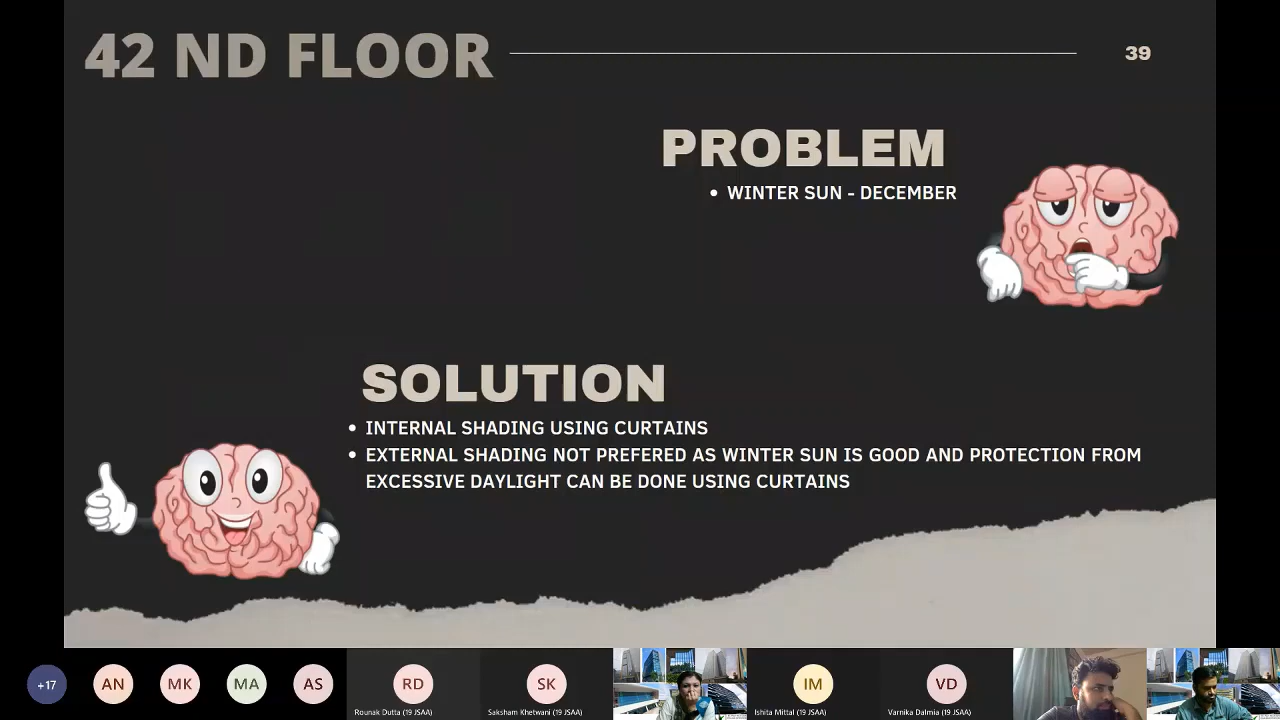 42 ND FLOOR
39
PROBLEM
• WINTER SUN - DECEMBER
SOLUTION
• INTERNAL SHADING USING CURTAINS
• EXTERNAL SHADING NOT PREFERED AS WINTER SUN IS GOOD AND PROTECTION FROM
EXCESSIVE DAYLIGHT CAN BE DONE USING CURTAINS
+17
AN
MK
MA
AS
RD
Rounak Dutta (19 JSAA)
SK
Saksham Khetwani (19 JSAA)
IM
Ishita Mittal (19 JSAA)
VD
Varnika Dalmia (19 JSAA)